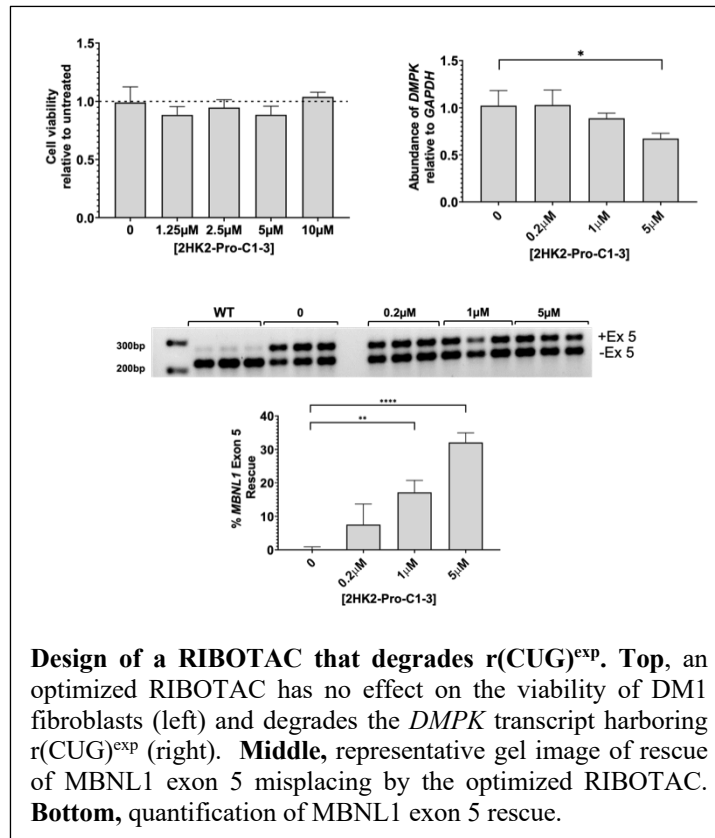 1.5
1.0
0.5
0.0
Cell viability
relative to untreated
0
1.25µM
2.5µM
5µM
10µM
[2HK2-Pro-C1-3]
1.5
1.0
0.5
0.0
Abundance of DMPK
relative to GAPDH
*
0
0.2µM
1µM
5µM
[2HK2-Pro-C1-3]
WT
0
0.2µM
1µM
5µM
300bp
200bp
+Ex 5
-Ex 5
40
30
20
10
0
% MBNL1 Exon 5
Rescue
****
**
0
0.2µM
1µM
5µM
[2HK2-Pro-C1-3]
Design of a RIBOTAC that degrades r(CUG)exp. Top, an
optimized RIBOTAC has no effect on the viability of DM1
fibroblasts (left) and degrades the DMPK transcript harboring
r(CUG)exp (right). Middle, representative gel image of rescue
of MBNL1 exon 5 misplacing by the optimized RIBOTAC.
Bottom, quantification of MBNL1 exon 5 rescue.